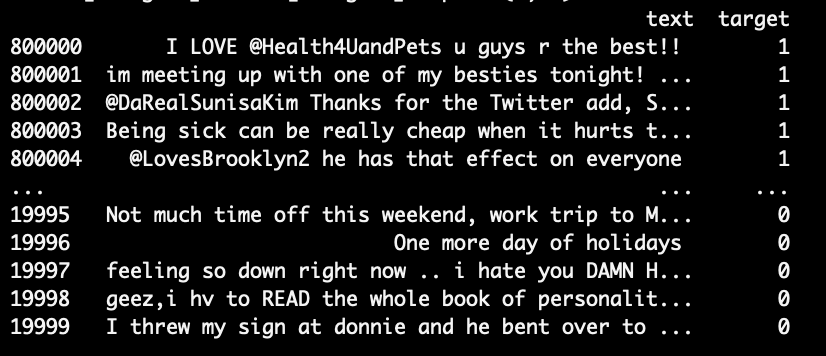 text target
800000 I LOVE @Health4UandPets u guys r the best!! 1
800001 im meeting up with one of my besties tonight! ... 1
800002 @DaRealSunisaKim Thanks for the Twitter add, S... 1
800003 Being sick can be really cheap when it hurts t... 1
800004 @LovesBrooklyn2 he has that effect on everyone 1
... ... ...
19995 Not much time off this weekend, work trip to M... 0
19996 One more day of holidays 0
19997 feeling so down right now .. i hate you DAMN H... 0
19998 geez,i hv to READ the whole book of personalit... 0
19999 I threw my sign at donnie and he bent over to ... 0